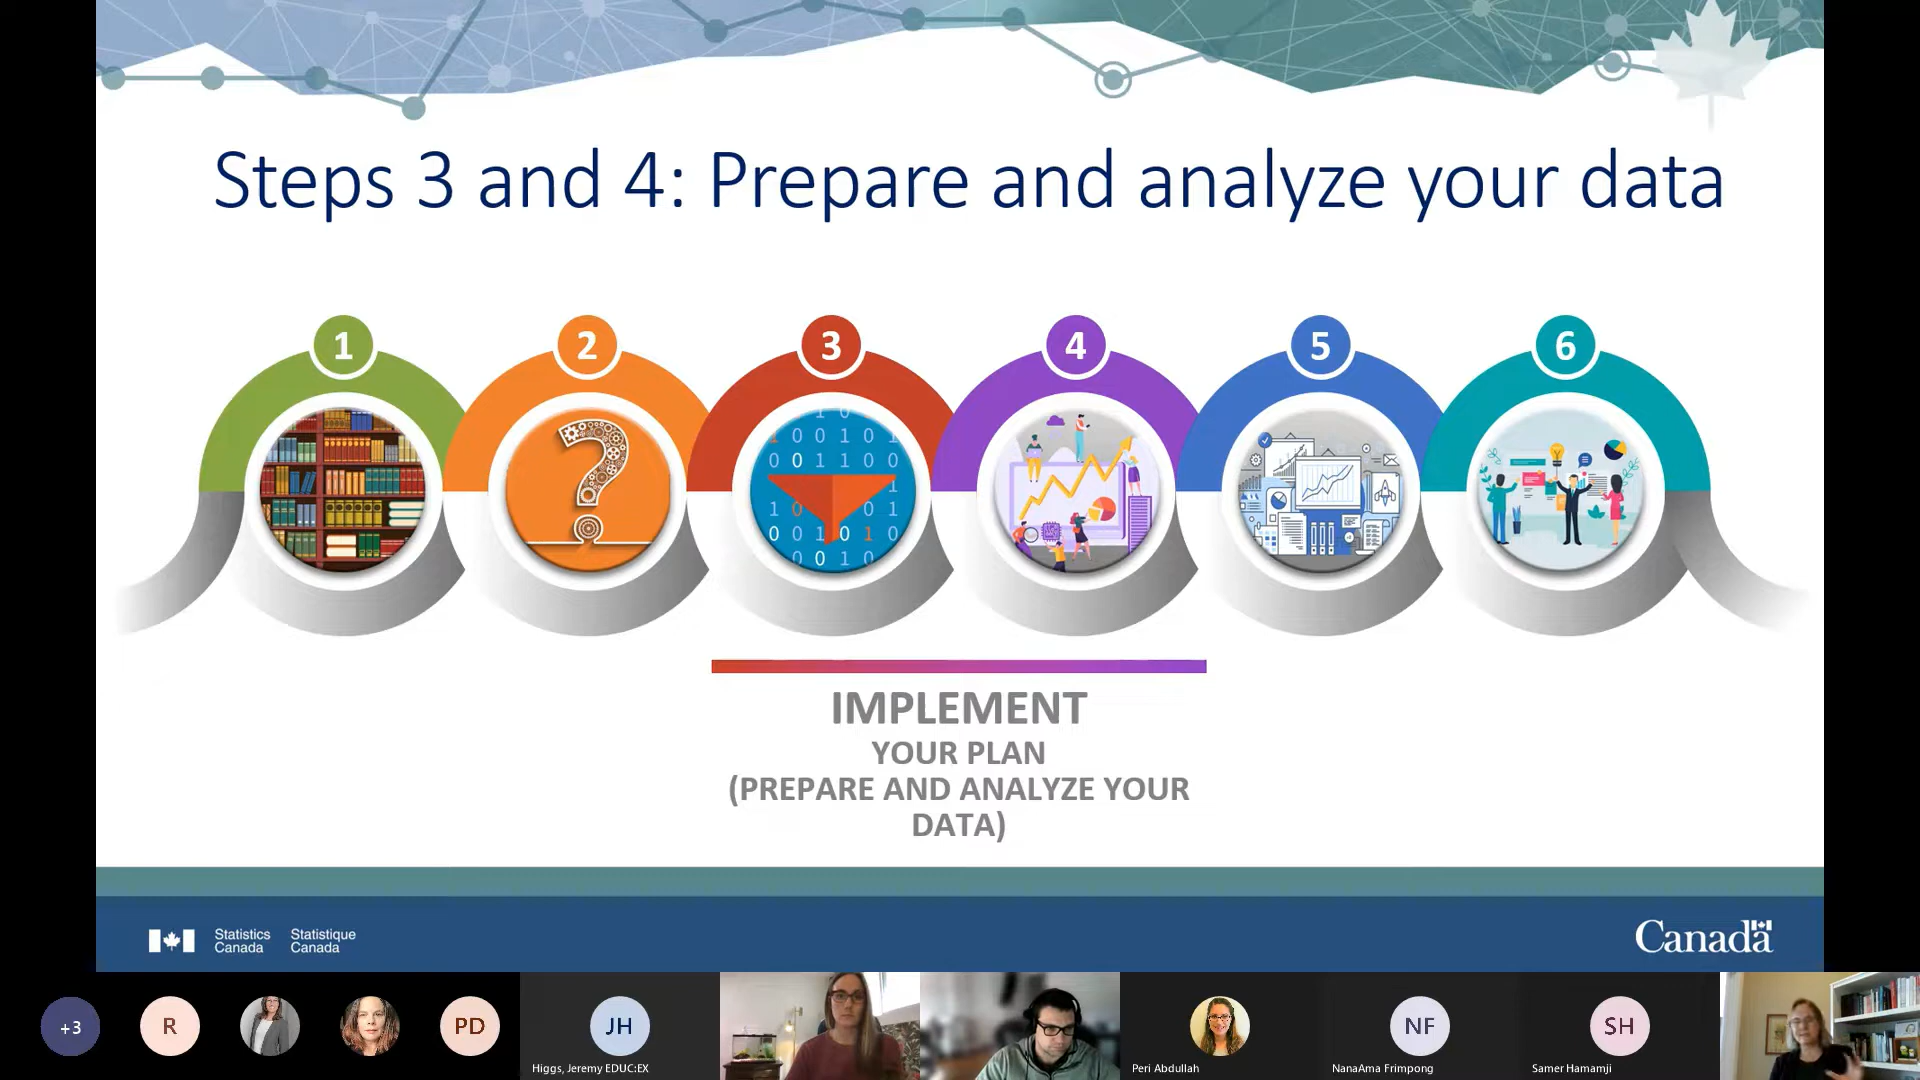 Steps 3 and 4: Prepare and analyze your data
1
2
3
4
5
6
IMPLEMENT
YOUR PLAN
(PREPARE AND ANALYZE YOUR
DATA)
Statistics
Canada
Statistique
Canada
Canada
+3
R
PD
JH
Higgs, Jeremy EDUC:EX
Peri Abdullah
NF
NanaAma Frimpong
SH
Samer Hamamji